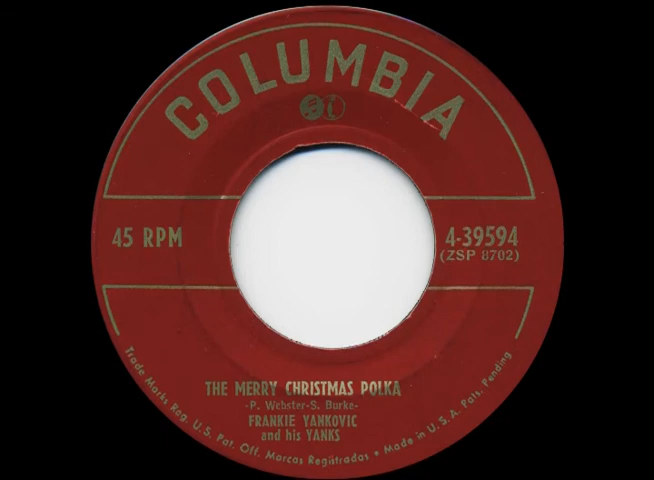 COLUMBIA
45 RPM
4-39594
(ZSP 8702)
THE MERRY CHRISTMAS POLKA
-P. Webster-S. Burke-
FRANKIE YANKOVIC
and his YANKS
Trade Marks Reg. U.S. Pat. Off. Marcas Registradas • Made in U.S.A. Pats. Pending